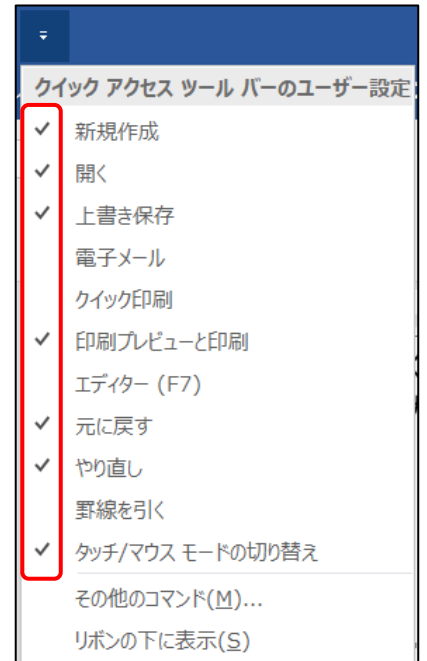 クイック アクセス ツール バーのユーザー設定
新規作成
開く
上書き保存
電子メール
クイック印刷
印刷プレビューと印刷
エディター (F7)
元に戻す
やり直し
罫線を引く
タッチ/マウス モードの切り替え
その他のコマンド(M)...
リボンの下に表示(S)